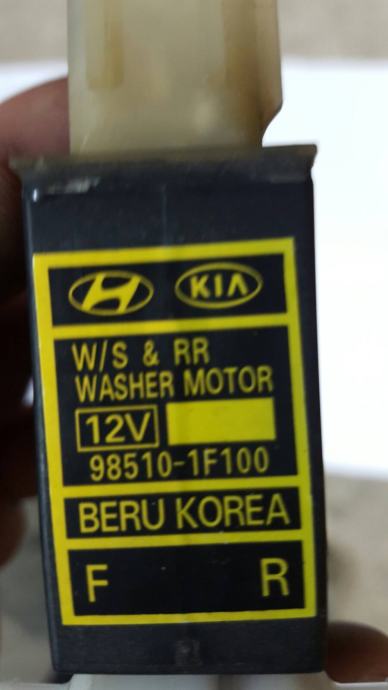 H KIA
W/S & RR
WASHER MOTOR
12V
98510-1F100
BERU KOREA
F R